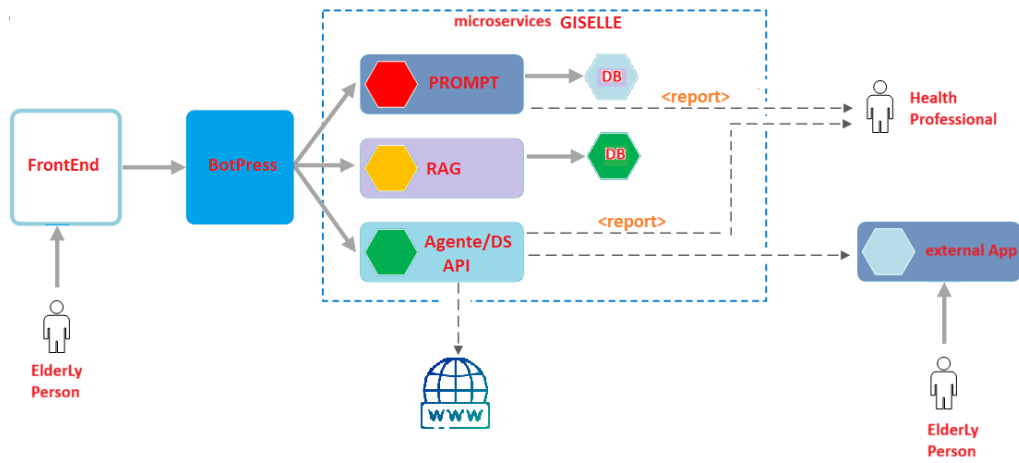 microservices GISELLE
PROMPT
DB
<report>
Health
Professional
FrontEnd
BotPress
RAG
DB
<report>
Agente/DS
API
external App
ElderLy
Person
WWW
ElderLy
Person